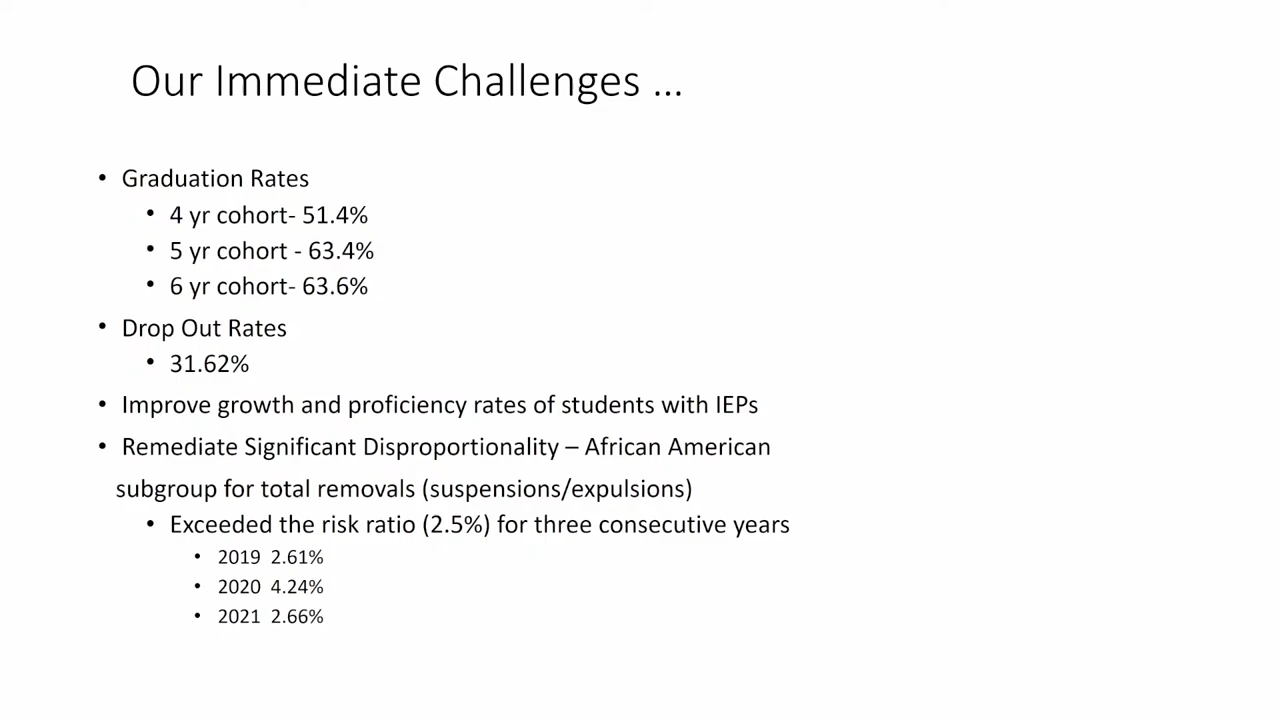 Our Immediate Challenges ...
• Graduation Rates
• 4 yr cohort- 51.4%
• 5 yr cohort - 63.4%
• 6 yr cohort- 63.6%
• Drop Out Rates
• 31.62%
• Improve growth and proficiency rates of students with IEPs
• Remediate Significant Disproportionality – African American
subgroup for total removals (suspensions/expulsions)
• Exceeded the risk ratio (2.5%) for three consecutive years
• 2019 2.61%
• 2020 4.24%
• 2021 2.66%